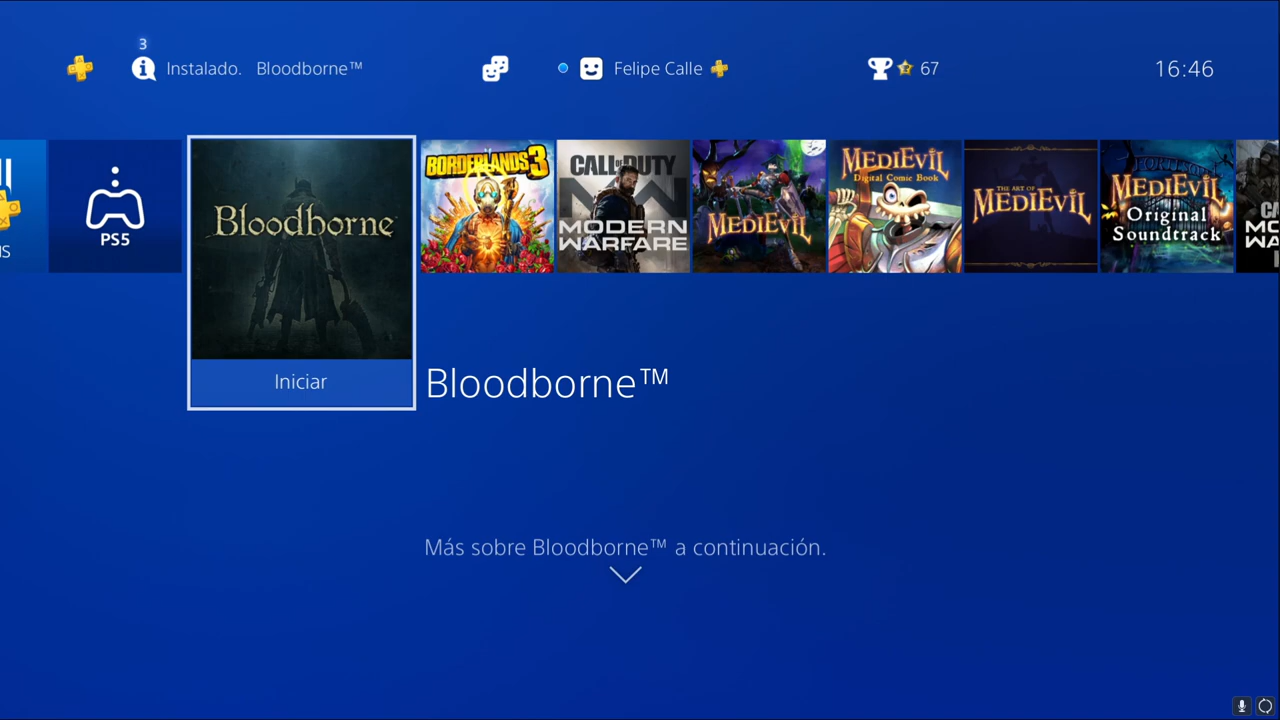 3
Instalado. Bloodborne™
Felipe Calle
67
16:46
PS5
Bloodborne
BORDERLANDS 3
CALL OF DUTY
MODERN
WARFARE
MEDIEVIL
MEDIEVIL
Digital Comic Book
THE ART OF
MEDIEVIL
MEDIEVIL
Original
Soundtrack
Iniciar
Bloodborne™
Más sobre Bloodborne™ a continuación.